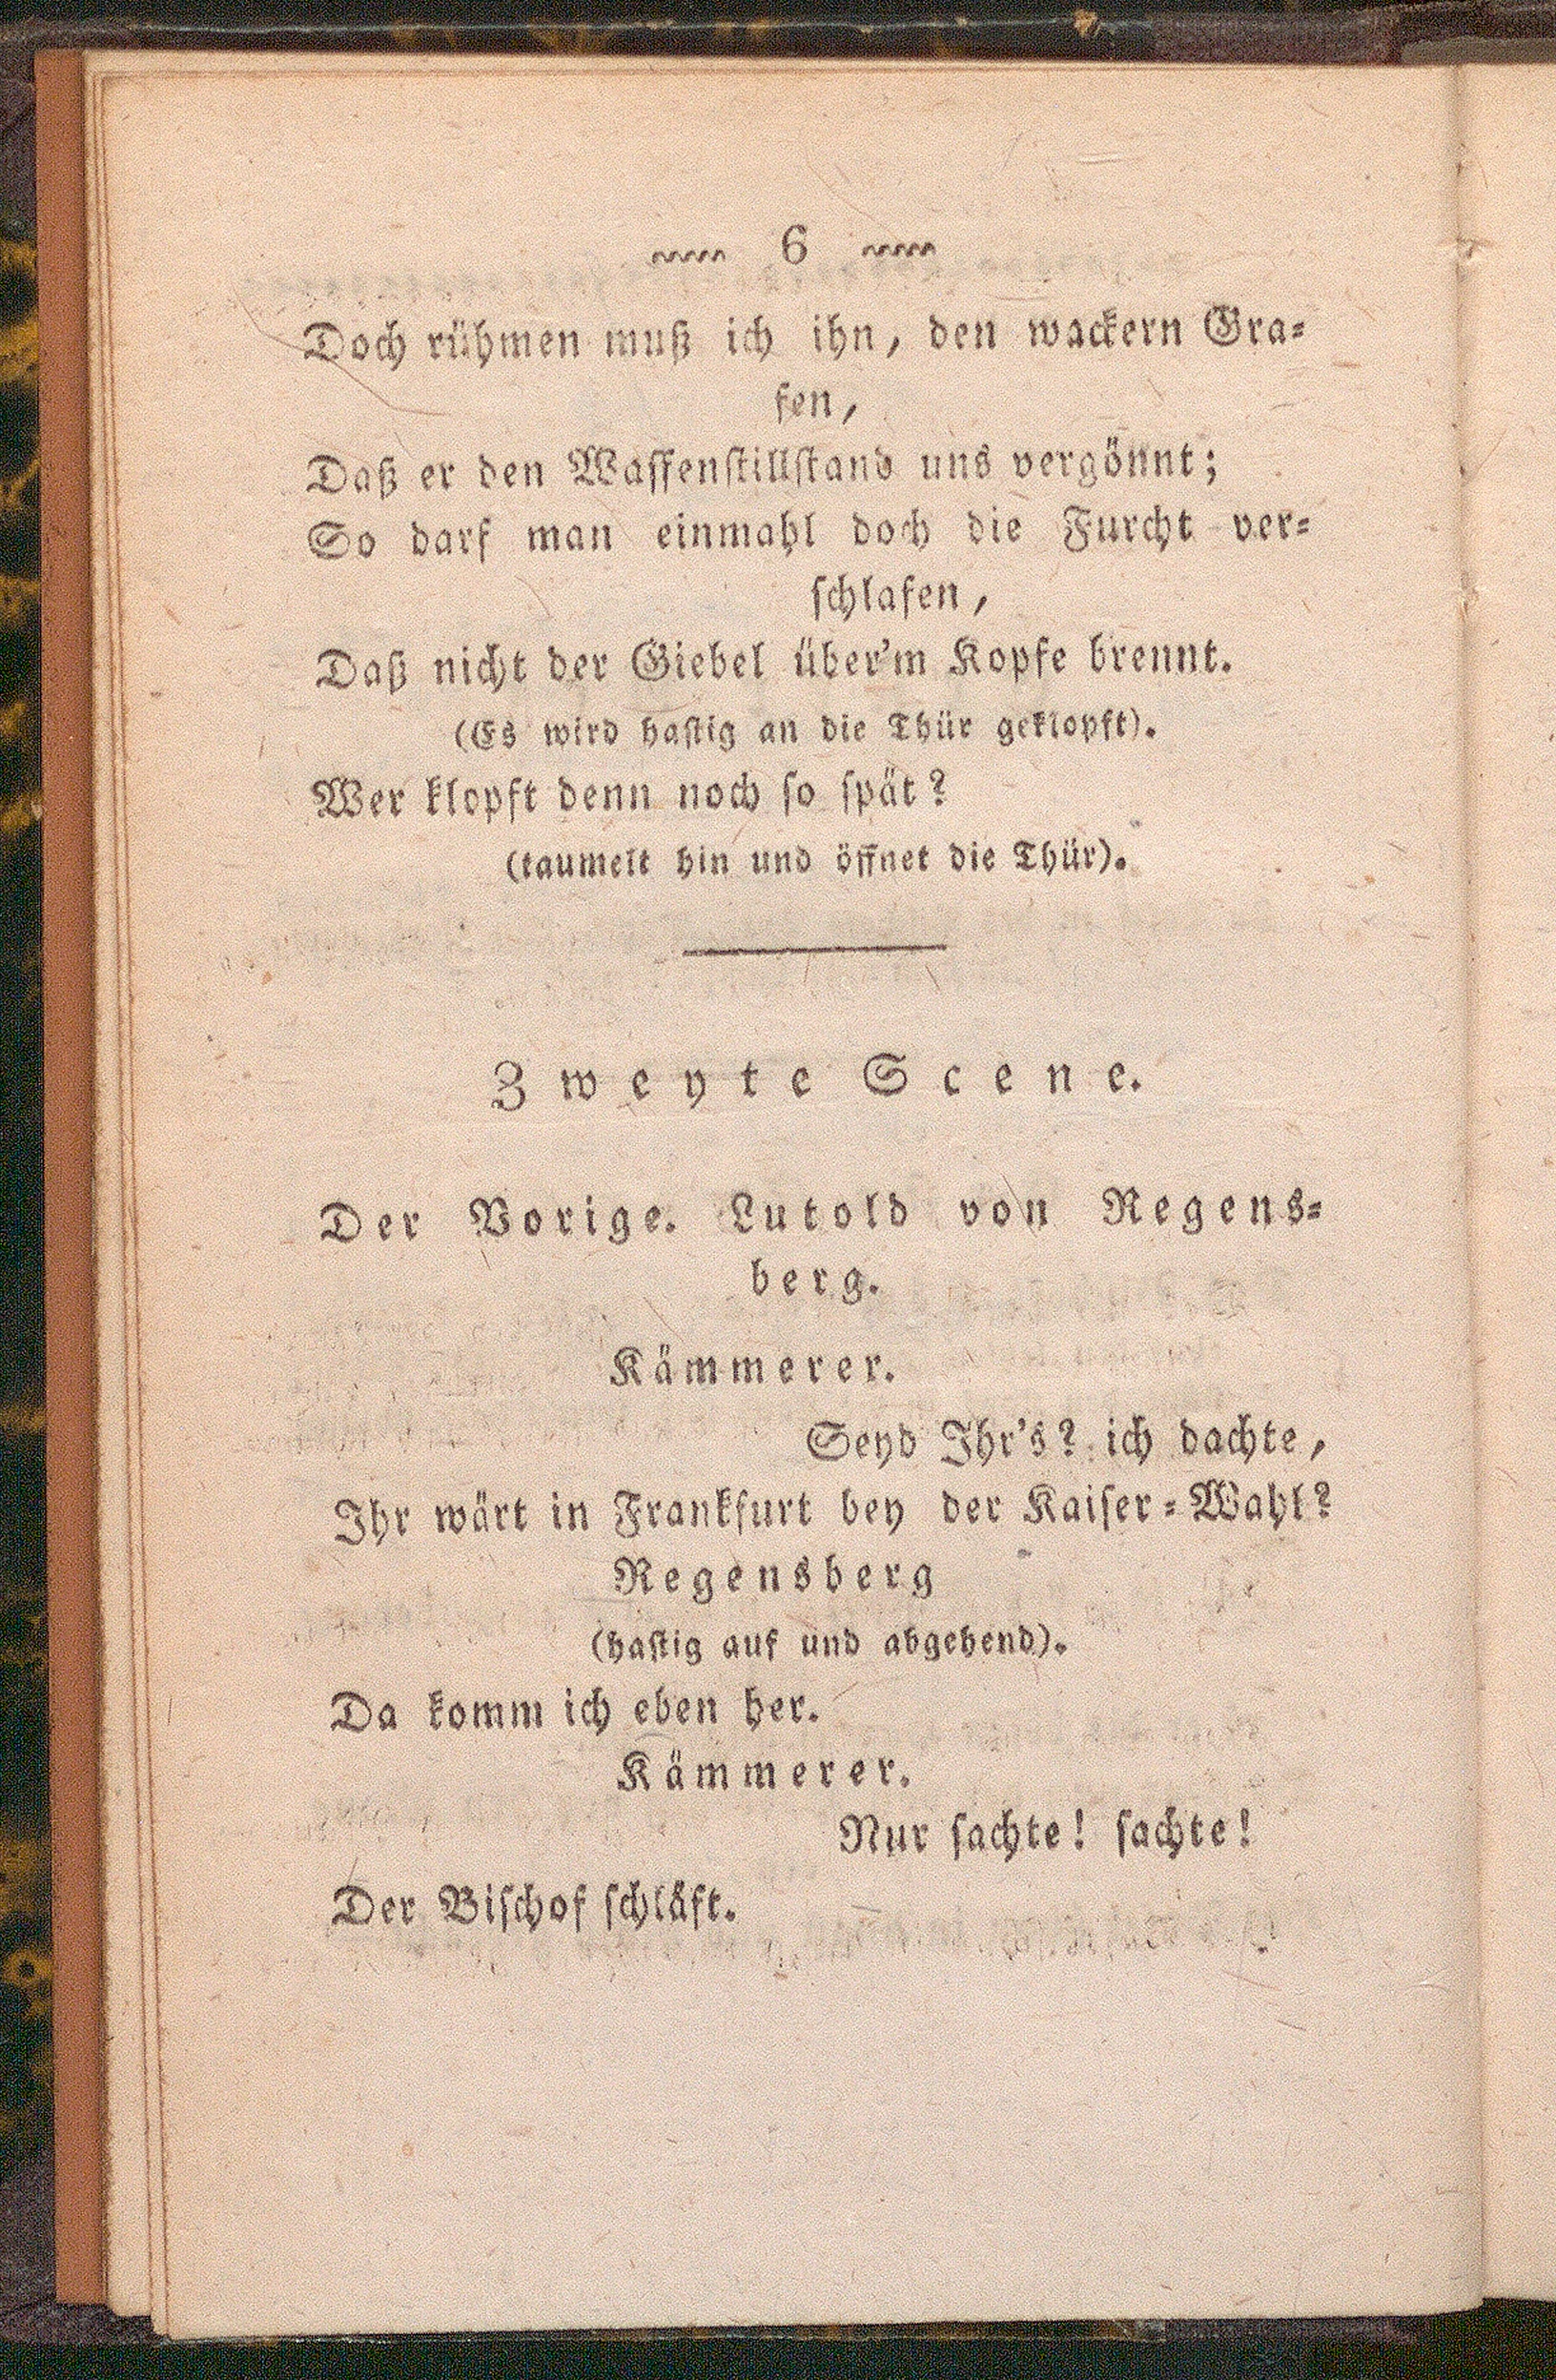 6
Doch rühmen muß ich ihn, den wackern Gra-
fen,
Daß er den Waffenstillstand uns vergönnt;
So darf man einmahl doch die Furcht ver-
schlafen,
Daß nicht der Giebel über'm Kopfe brennt.
(Es wird hastig an die Thür geklopft).
Wer klopft denn noch so spät?
(taumelt hin und öffnet die Thür).
Zweyte Scene.
Der Vorige. Lutold von Regens-
berg.
Kämmerer.
Seyd Ihr's? ich dachte,
Ihr wärt in Frankfurt bey der Kaiser-Wahl?
Regensberg
(hastig auf und abgehend).
Da komm ich eben her.
Kämmerer.
Nur sachte! sachte!
Der Bischof schläft.